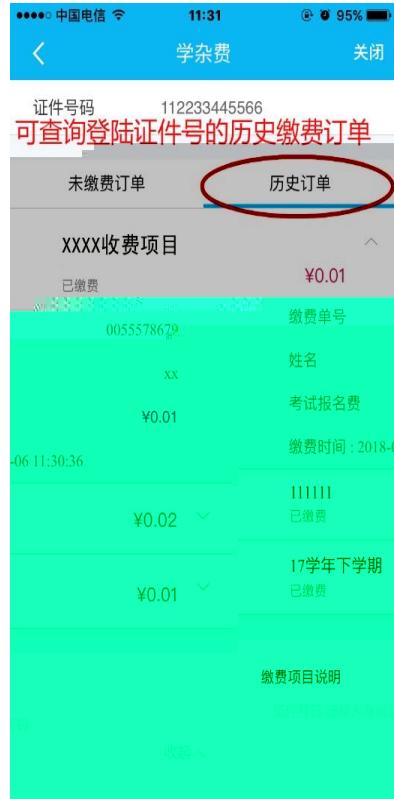 中国电信 11:31 95%
学杂费 关闭
证件号码 112233445566
可查询登陆证件号的历史缴费订单
未缴费订单 历史订单
XXXX收费项目
¥0.01
已缴费
缴费单号
0055578679
姓名
xx
考试报名费
¥0.01
缴费时间 : 2018-0
-06 11:30:36
111111
已缴费
¥0.02
17学年下学期
已缴费
¥0.01
缴费项目说明
收起